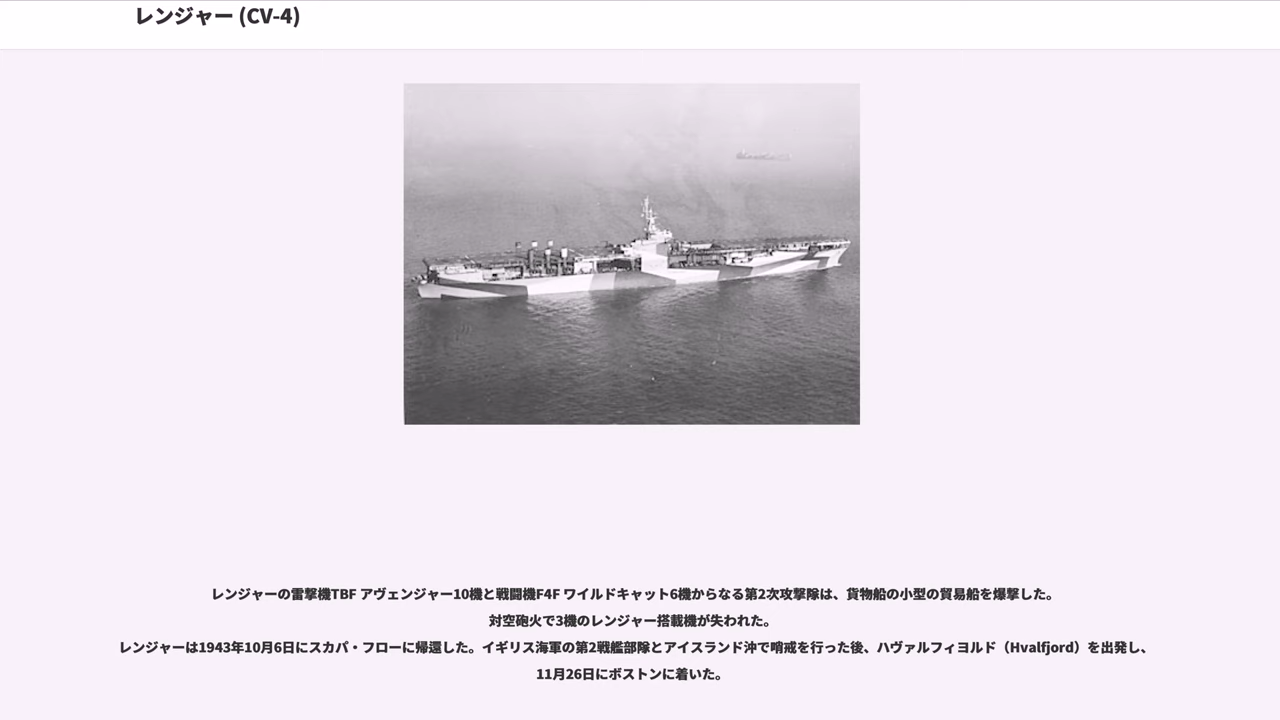 レンジャー (CV-4)
レンジャーの雷撃機TBF アヴェンジャー10機と戦闘機F4F ワイルドキャット6機からなる第2次攻撃隊は、貨物船の小型の貿易船を爆撃した。
対空砲火で3機のレンジャー搭載機が失われた。
レンジャーは1943年10月6日にスカパ・フローに帰還した。イギリス海軍の第2戦艦部隊とアイスランド沖で哨戒を行った後、ハヴァルフィヨルド（Hvalfjord）を出発し、
11月26日にボストンに着いた。